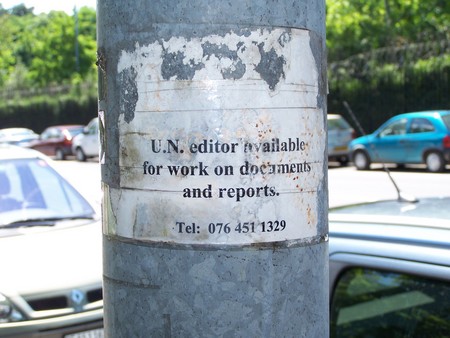 U.N. editor available
for work on documents
and reports.
Tel: 076 451 1329